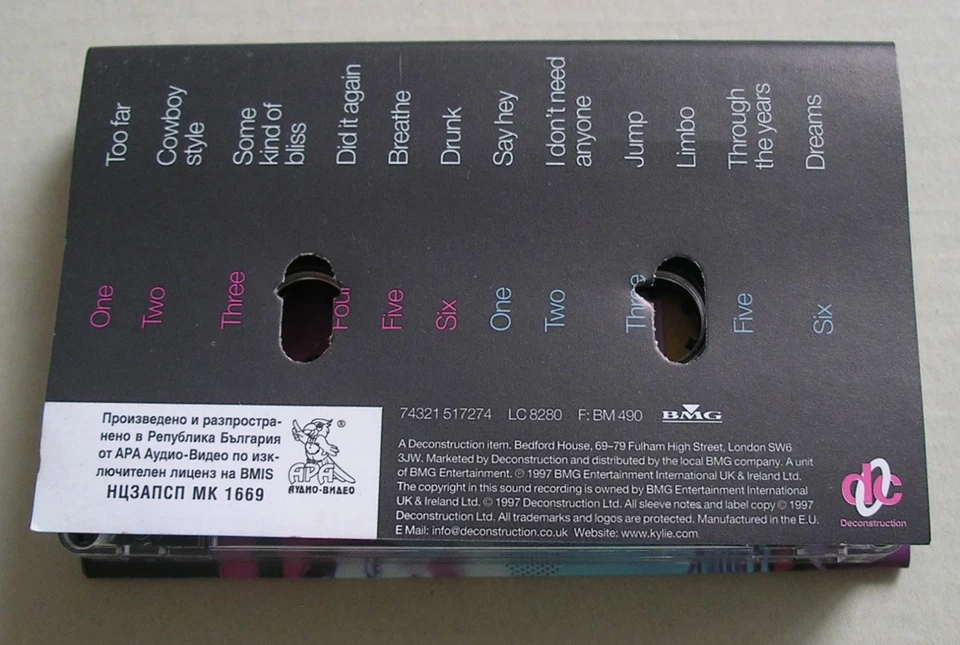 One Too far
Two Cowboy
style
Three Some
kind of
bliss
Four Did it again
Five Breathe
Six Drunk
One Say hey
Two I don't need
anyone
Three Jump
Limbo
Five Through
the years
Six Dreams
Произведено и разпростра-
нено в Република България
от АРА Аудио-Видео по изк-
лючителен лиценз на BMIS
НЦЗАПСП МК 1669
®
АРА
АУДИО-ВИДЕО
74321 517274 LC 8280 F: BM 490 BMG
A Deconstruction item. Bedford House, 69–79 Fulham High Street, London SW6
3JW. Marketed by Deconstruction and distributed by the local BMG company. A unit
of BMG Entertainment. ℗ 1997 BMG Entertainment International UK & Ireland Ltd.
The copyright in this sound recording is owned by BMG Entertainment International
UK & Ireland Ltd. © 1997 Deconstruction Ltd. All sleeve notes and label copy © 1997
Deconstruction Ltd. All trademarks and logos are protected. Manufactured in the E.U.
E Mail: info@deconstruction.co.uk Website: www.kylie.com
dc
Deconstruction